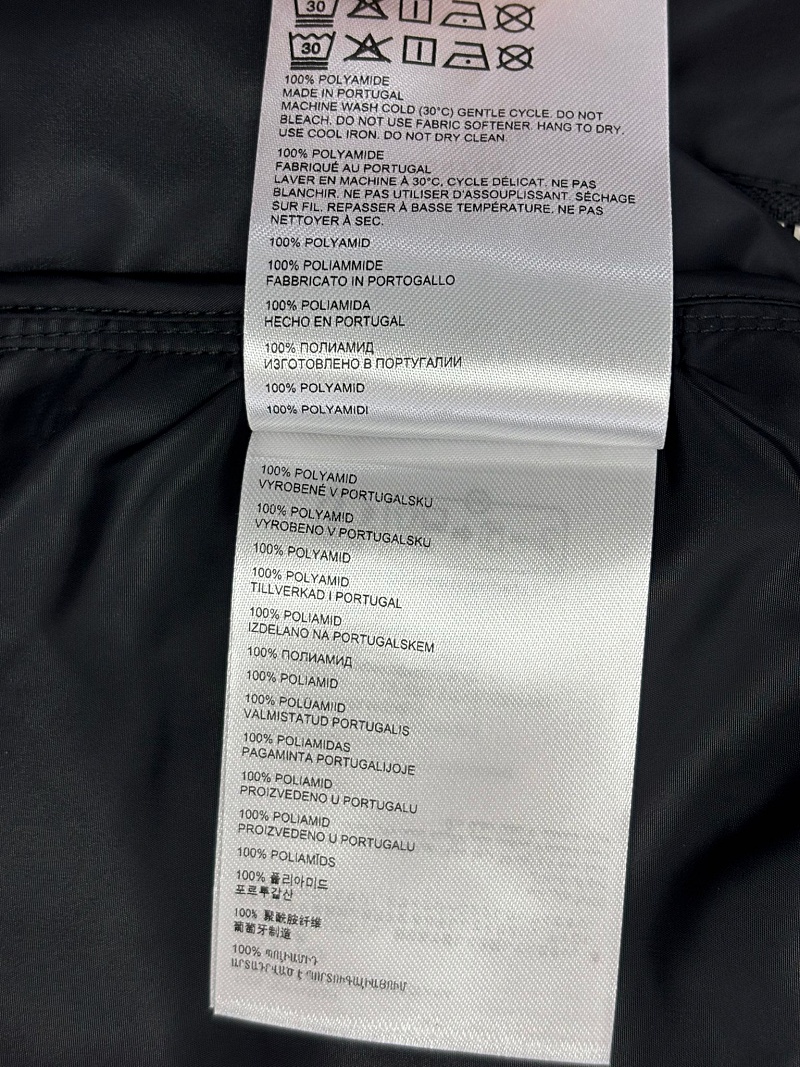 30
30
100% POLYAMIDE
MADE IN PORTUGAL
MACHINE WASH COLD (30°C) GENTLE CYCLE. DO NOT
BLEACH. DO NOT USE FABRIC SOFTENER. HANG TO DRY.
USE COOL IRON. DO NOT DRY CLEAN.
100% POLYAMIDE
FABRIQUÉ AU PORTUGAL
LAVER EN MACHINE À 30°C, CYCLE DÉLICAT. NE PAS
BLANCHIR. NE PAS UTILISER D'ASSOUPLISSANT. SÉCHAGE
SUR FIL. REPASSER À BASSE TEMPÉRATURE. NE PAS
NETTOYER À SEC.
100% POLYAMID
100% POLIAMMIDE
FABBRICATO IN PORTOGALLO
100% POLIAMIDA
HECHO EN PORTUGAL
100% ПОЛИАМИД
ИЗГОТОВЛЕНО В ПОРТУГАЛИИ
100% POLYAMID
100% POLYAMIDI
100% POLYAMID
VYROBENÉ V PORTUGALSKU
100% POLYAMID
VYROBENO V PORTUGALSKU
100% POLYAMID
100% POLYAMID
TILLVERKAD I PORTUGAL
100% POLIAMID
IZDELANO NA PORTUGALSKEM
100% ПОЛИАМИД
100% POLIAMID
100% POLÜAMIID
VALMISTATUD PORTUGALIS
100% POLIAMIDAS
PAGAMINTA PORTUGALIJOJE
100% POLIAMID
PROIZVEDENO U PORTUGALU
100% POLIAMID
PROIZVEDENO U PORTUGALU
100% POLIAMĪDS
100% 폴리아미드
포르투갈산
100% 聚酰胺纤维
葡萄牙制造
100% ՊՈԼԻԱՄԻԴ
ԱՐՏԱԴՐՎԱԾ Է ՊՈՐՏՈՒԳԱԼԻԱՅՈՒՄ